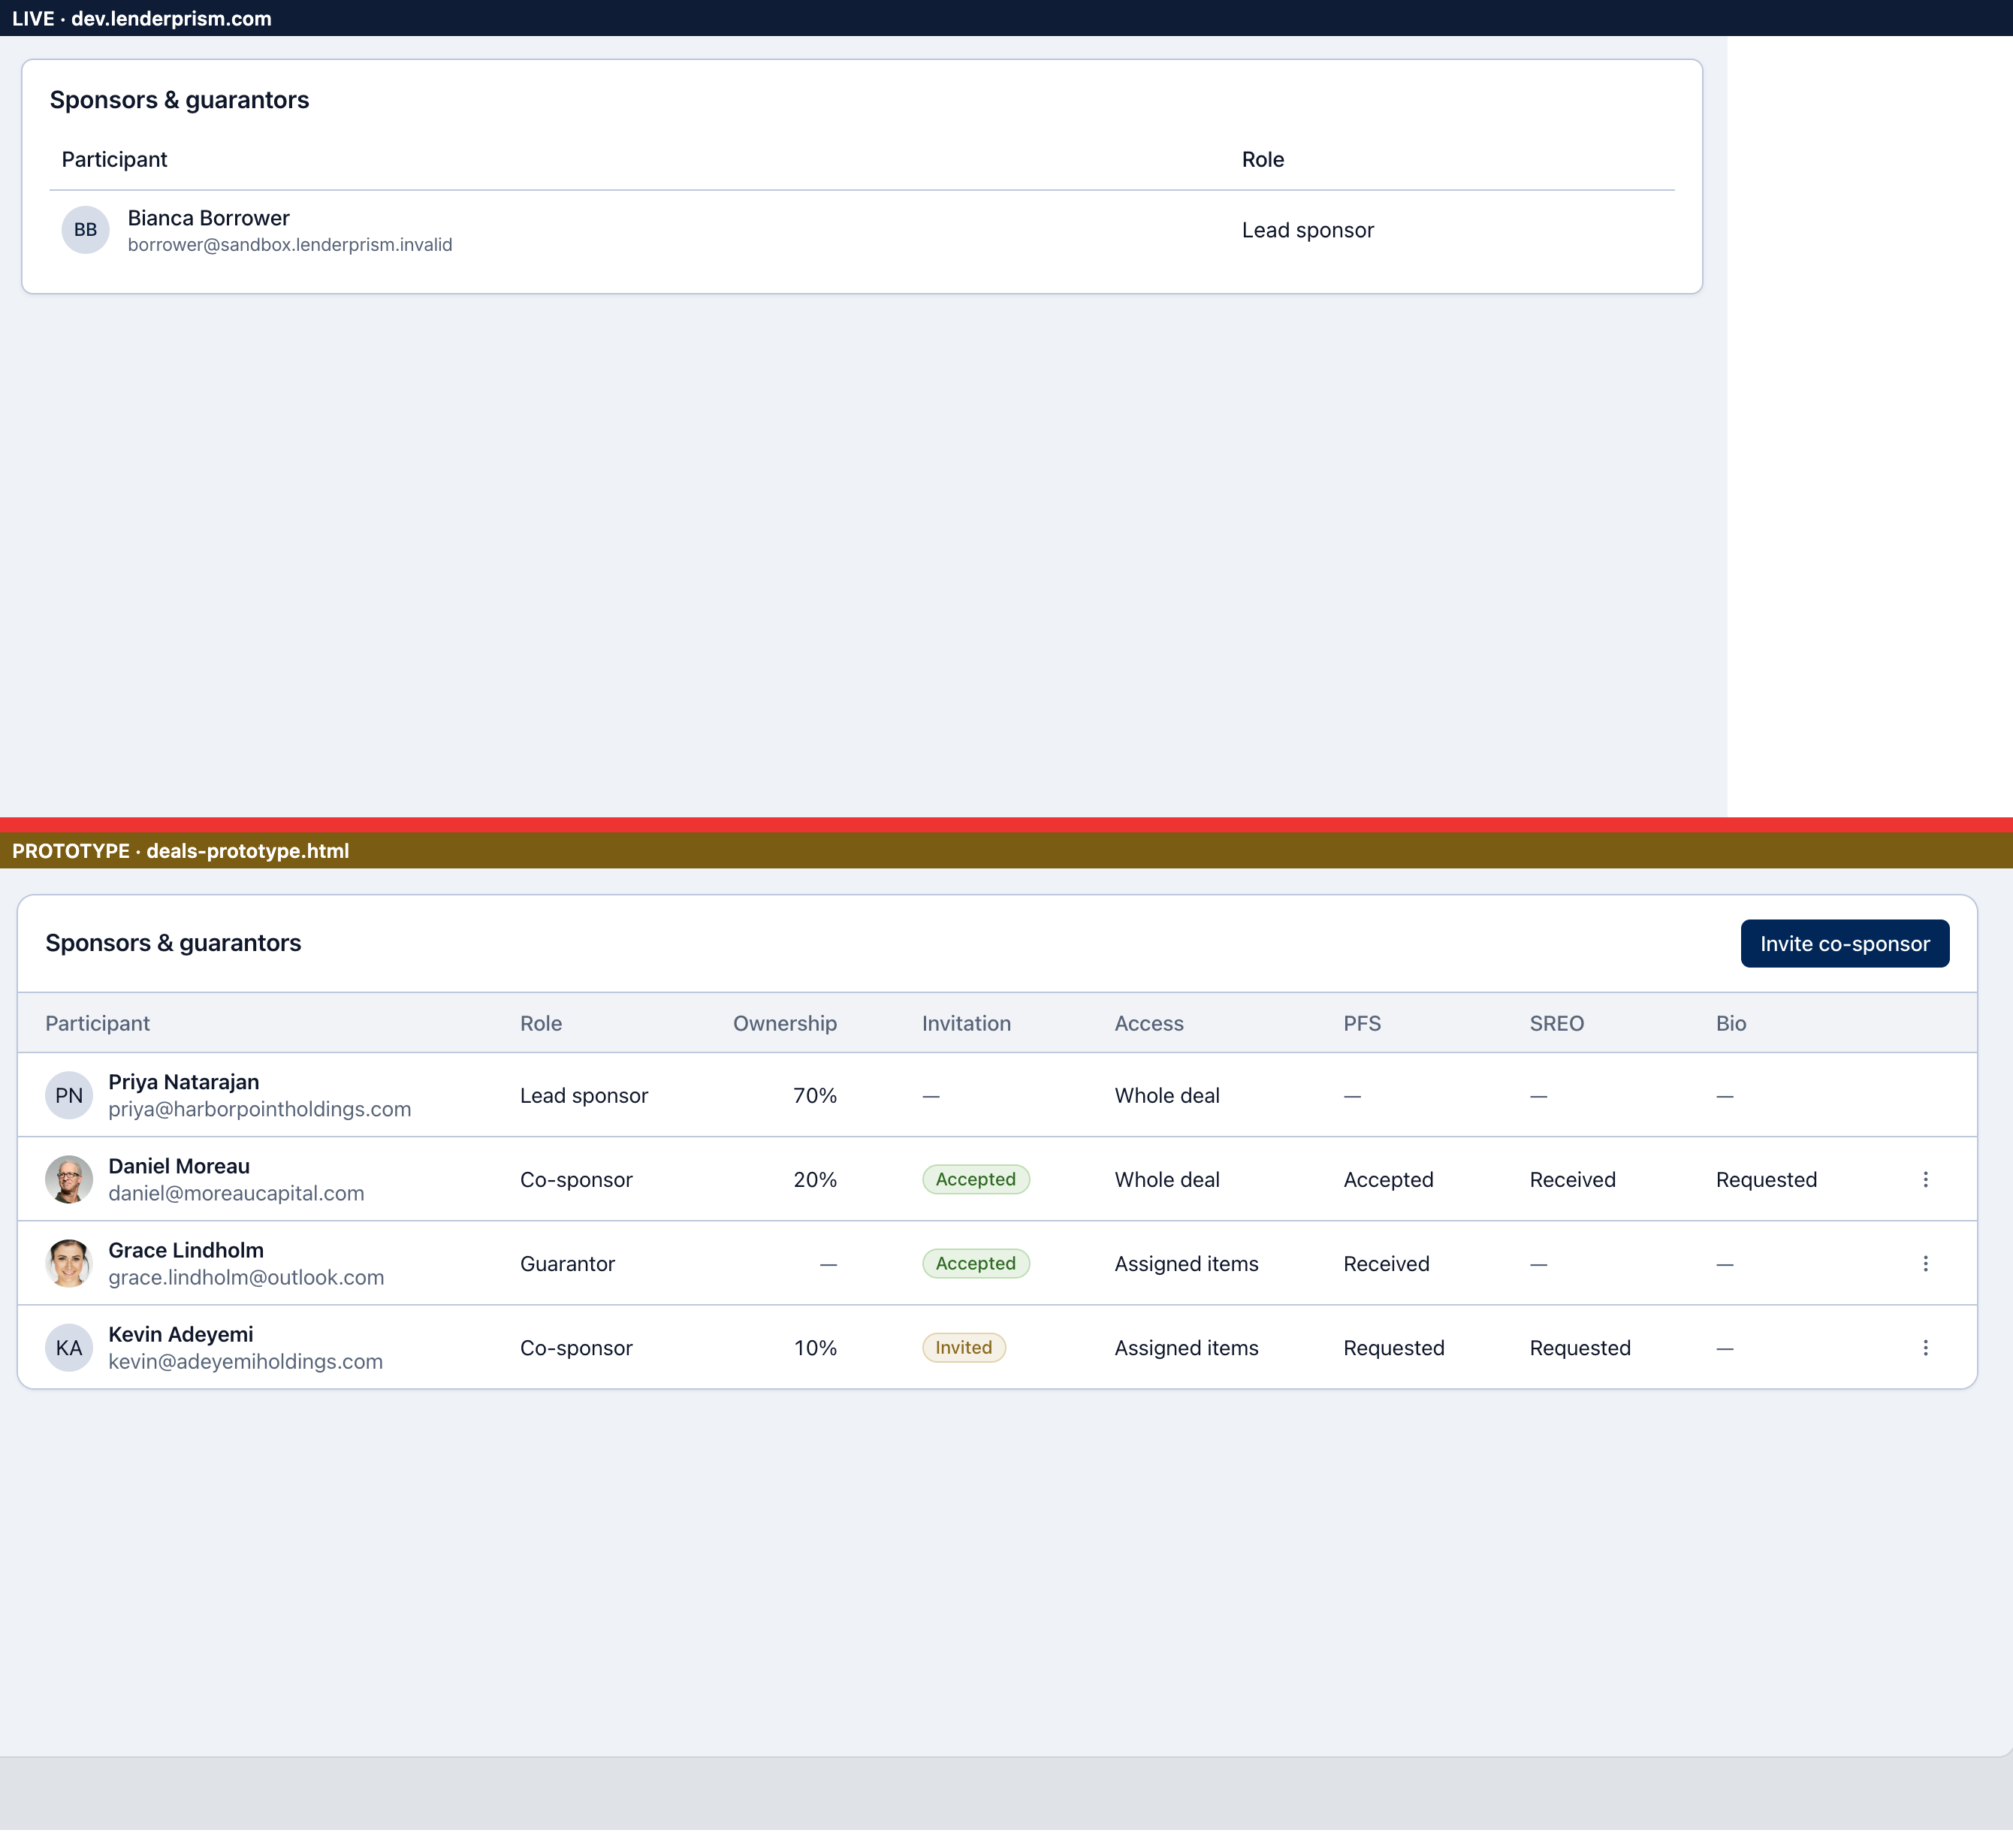 LIVE · dev.lenderprism.com
Sponsors & guarantors
Participant Role
BB Bianca Borrower
borrower@sandbox.lenderprism.invalid
Lead sponsor
PROTOTYPE · deals-prototype.html
Sponsors & guarantors Invite co-sponsor
Participant Role Ownership Invitation Access PFS SREO Bio
PN Priya Natarajan
priya@harborpointholdings.com
Lead sponsor 70% — Whole deal — — —
Daniel Moreau
daniel@moreaucapital.com
Co-sponsor 20% Accepted Whole deal Accepted Received Requested
Grace Lindholm
grace.lindholm@outlook.com
Guarantor — Accepted Assigned items Received — —
KA Kevin Adeyemi
kevin@adeyemiholdings.com
Co-sponsor 10% Invited Assigned items Requested Requested —